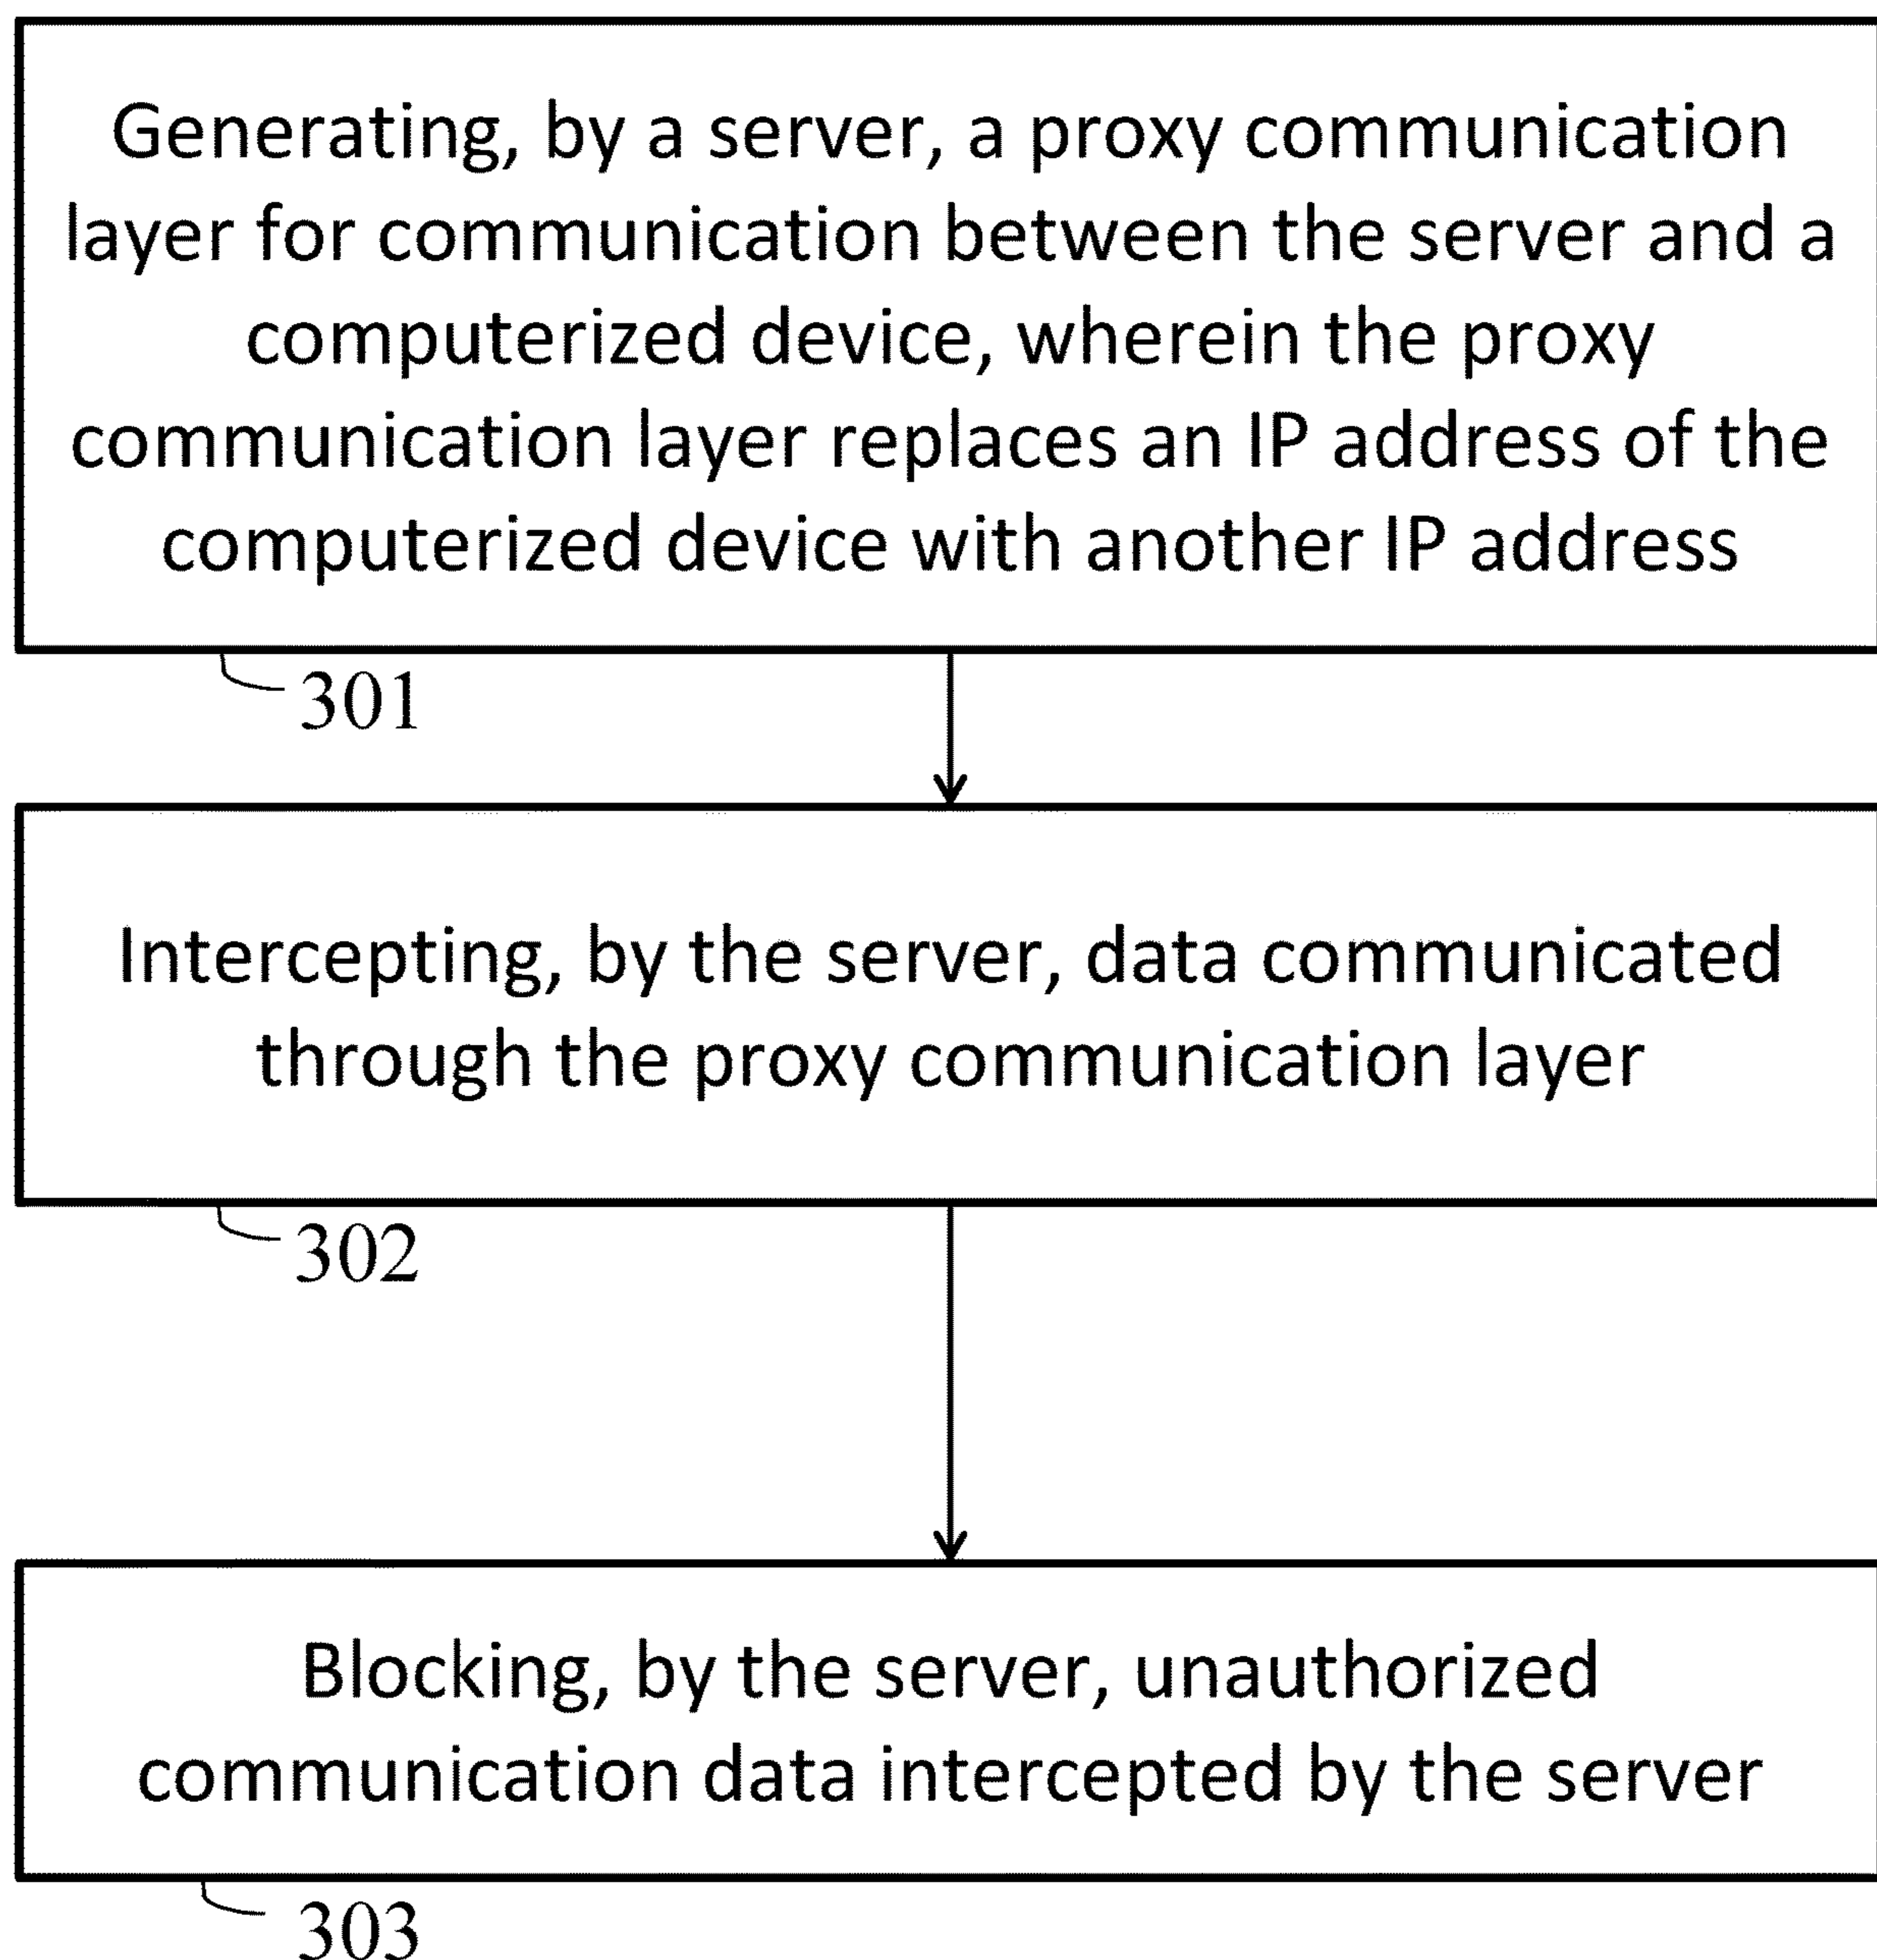 Generating, by a server, a proxy communication
layer for communication between the server and a
computerized device, wherein the proxy
communication layer replaces an IP address of the
computerized device with another IP address
301
Intercepting, by the server, data communicated
through the proxy communication layer
302
Blocking, by the server, unauthorized
communication data intercepted by the server
303